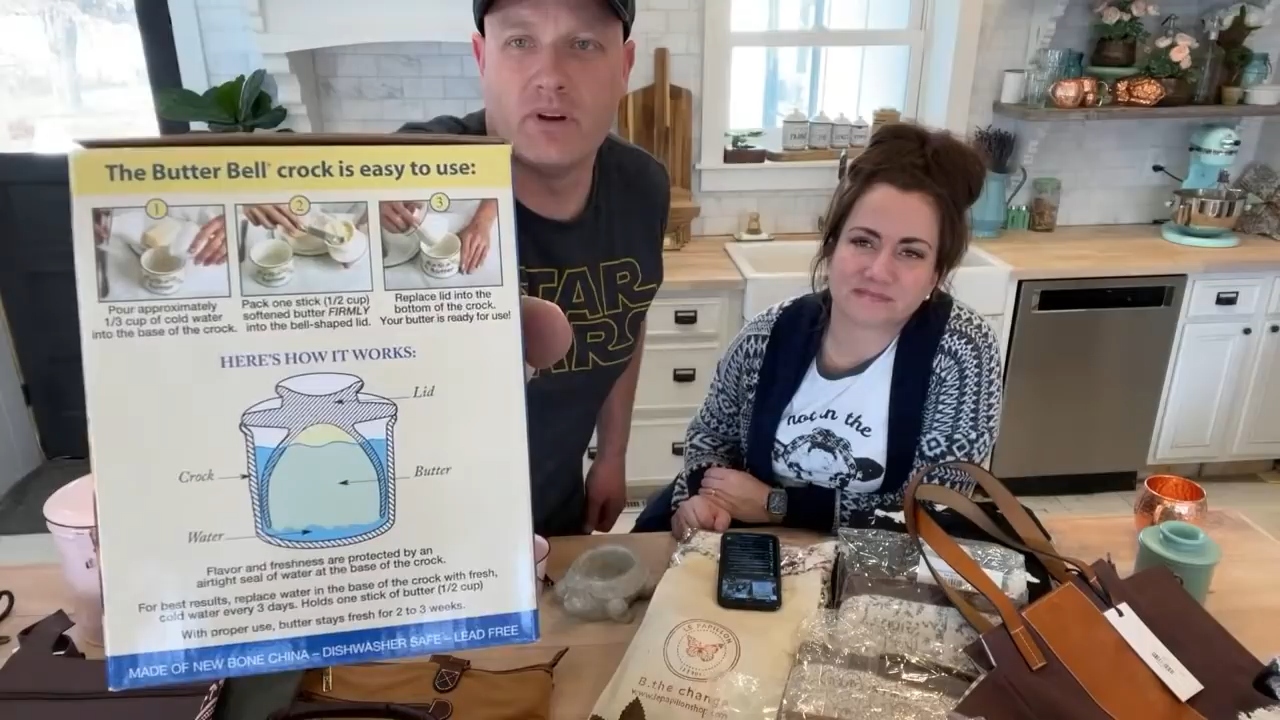 The Butter Bell® crock is easy to use:
1
2
3
Pour approximately
1/3 cup of cold water
into the base of the crock.
Pack one stick (1/2 cup)
softened butter FIRMLY
into the bell-shaped lid.
Replace lid into the
bottom of the crock.
Your butter is ready for use!
HERE'S HOW IT WORKS:
Lid
Crock
Butter
Water
Flavor and freshness are protected by an
airtight seal of water at the base of the crock.
For best results, replace water in the base of the crock with fresh,
cold water every 3 days. Holds one stick of butter (1/2 cup)
With proper use, butter stays fresh for 2 to 3 weeks.
MADE OF NEW BONE CHINA – DISHWASHER SAFE – LEAD FREE
STAR
WARS
not in the
LE PAPILLON
B.the chang
www.lepapillonshop.com